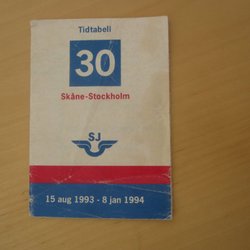 Tidtabell
30
Skåne-Stockholm
SJ
15 aug 1993 - 8 jan 1994